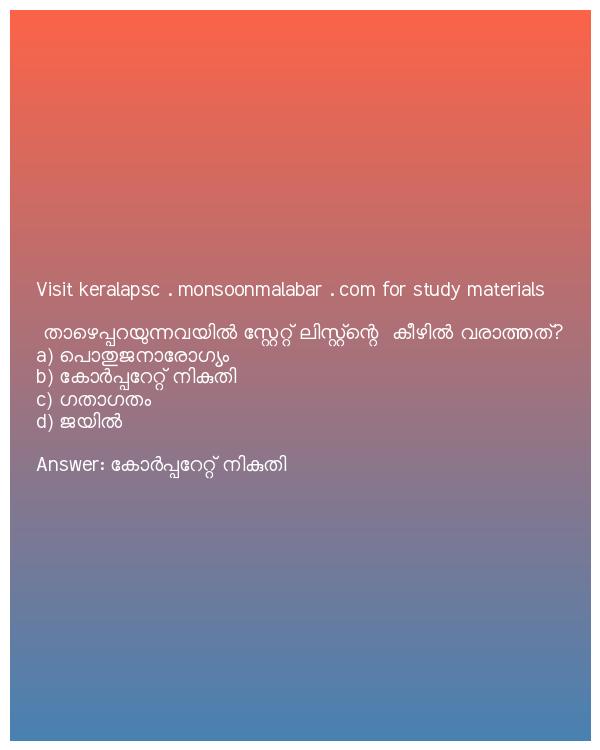 Visit keralapsc . monsoonmalabar . com for study materials
താഴെപ്പറയുന്നവയിൽ സ്റ്റേറ്റ് ലിസ്റ്റ്ന്റെ കീഴിൽ വരാത്തത്?
a) പൊതുജനാരോഗ്യം
b) കോർപ്പറേറ്റ് നികുതി
c) ഗതാഗതം
d) ജയിൽ
Answer: കോർപ്പറേറ്റ് നികുതി